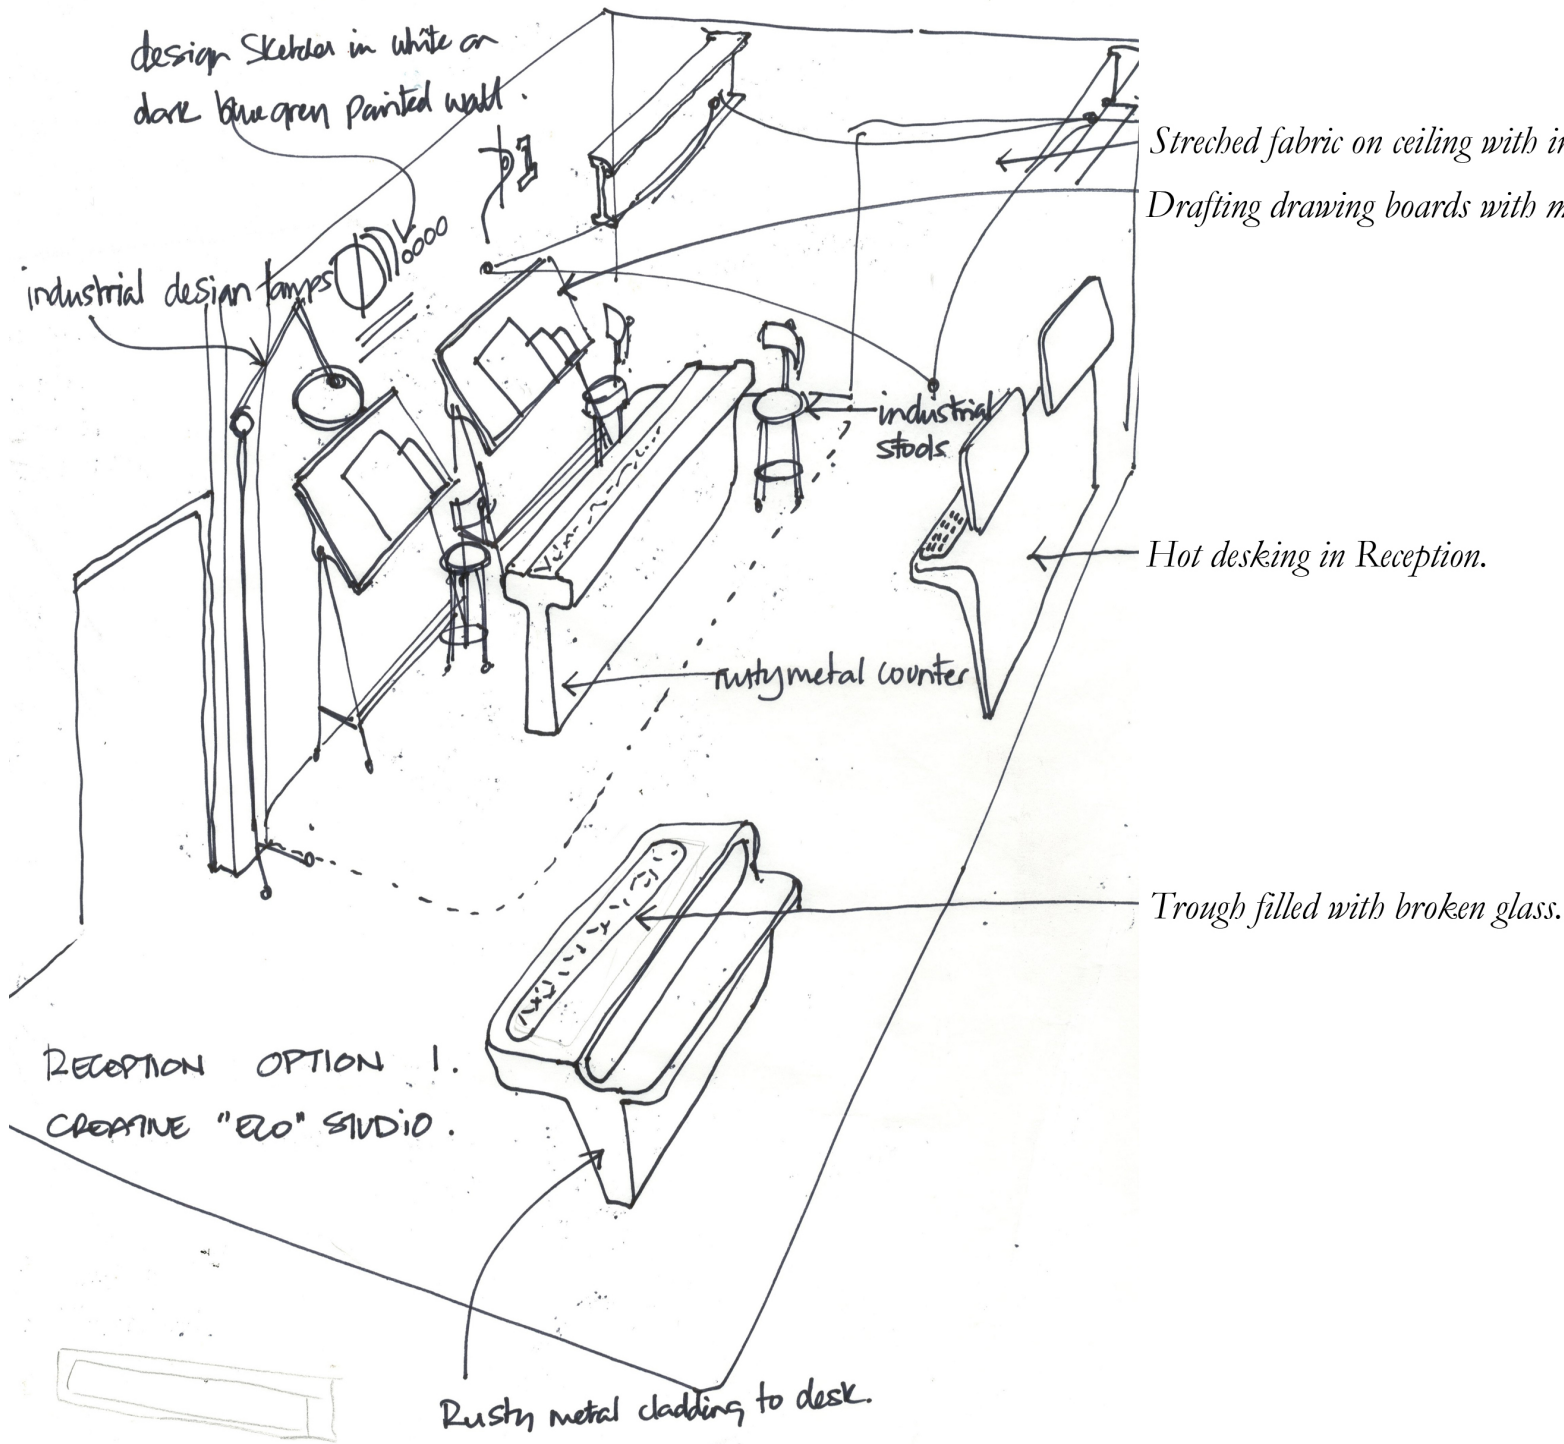 design sketches in white on
dark blue grey painted wall.
Streched fabric on ceiling with
Drafting drawing boards with
industrial design lamps
industrial
stools
Hot desking in Reception.
rusty metal counter
Trough filled with broken glass.
RECEPTION OPTION 1.
CREATIVE "EZO" STUDIO.
Rusty metal cladding to desk.